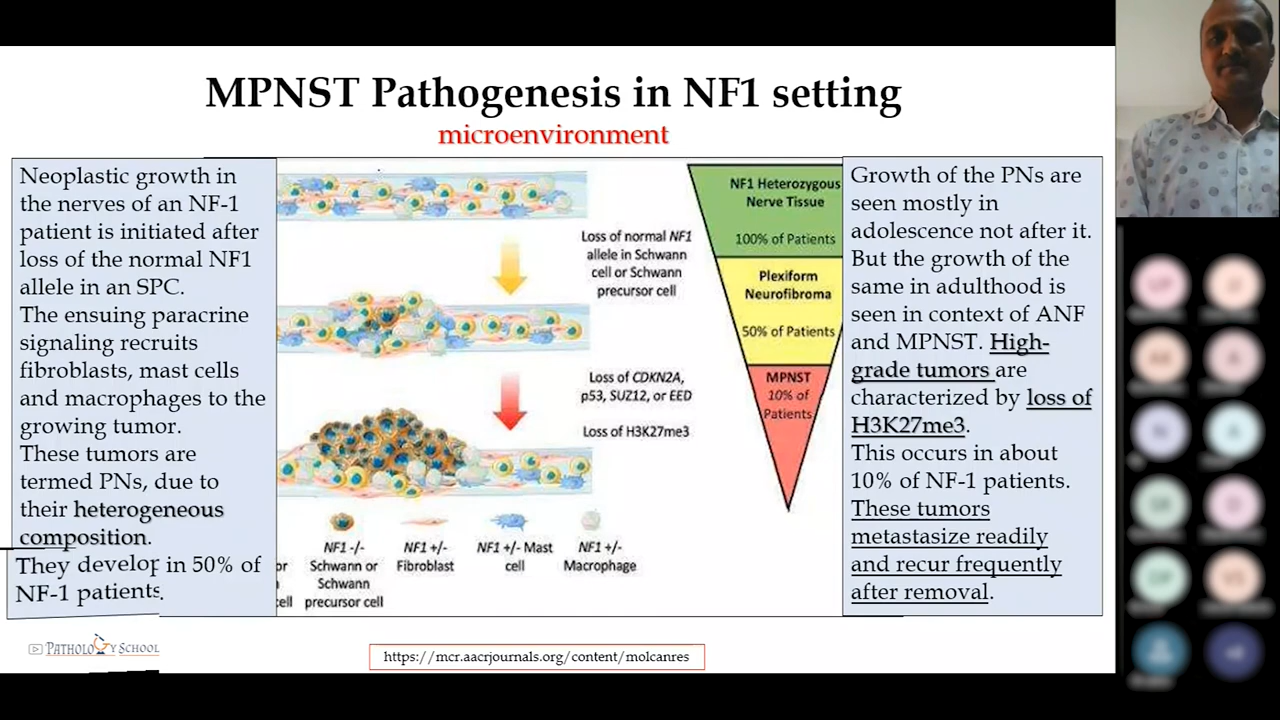 MPNST Pathogenesis in NF1 setting
microenvironment
Neoplastic growth in
the nerves of an NF-1
patient is initiated after
loss of the normal NF1
allele in an SPC.
The ensuing paracrine
signaling recruits
fibroblasts, mast cells
and macrophages to the
growing tumor.
These tumors are
termed PNs, due to
their heterogeneous
composition.
They develop in 50% of
NF-1 patients.
Loss of normal NF1
allele in Schwann
cell or Schwann
precursor cell
Loss of CDKN2A,
p53, SUZ12, or EED
Loss of H3K27me3
NF1 Heterozygous
Nerve Tissue
100% of Patients
Plexiform
Neurofibroma
50% of Patients
MPNST
10% of
Patients
or
cell
NF1 -/-
Schwann or
Schwann
precursor cell
NF1 +/-
Fibroblast
NF1 +/- Mast
cell
NF1 +/-
Macrophage
Growth of the PNs are
seen mostly in
adolescence not after it.
But the growth of the
same in adulthood is
seen in context of ANF
and MPNST. High-
grade tumors are
characterized by loss of
H3K27me3.
This occurs in about
10% of NF-1 patients.
These tumors
metastasize readily
and recur frequently
after removal.
PATHOLOGY SCHOOL
https://mcr.aacrjournals.org/content/molcanres